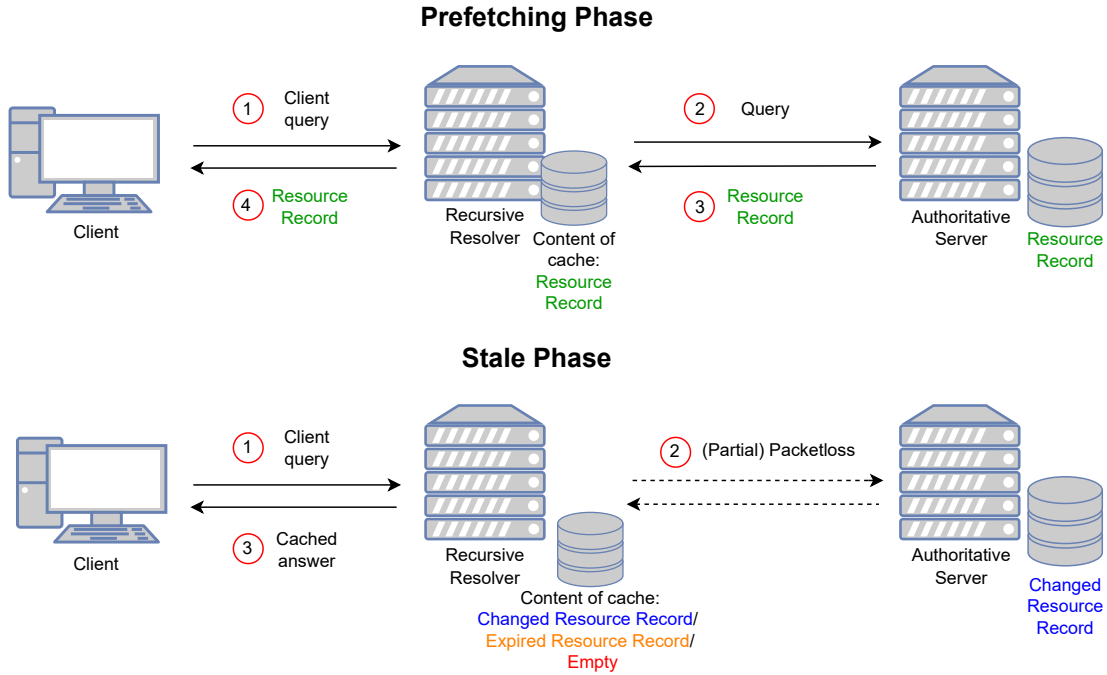 Prefetching Phase
1
Client
query
2
Query
4
Resource
Record
3
Resource
Record
Client
Recursive
Resolver
Content of
cache:
Resource
Record
Authoritative
Server
Resource
Record
Stale Phase
1
Client
query
2
(Partial) Packetloss
3
Cached
answer
Client
Recursive
Resolver
Content of cache:
Changed Resource Record/
Expired Resource Record/
Empty
Authoritative
Server
Changed
Resource
Record